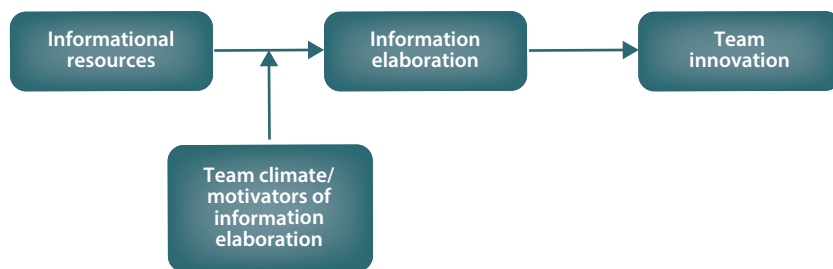 Informational
resources
Information
elaboration
Team
innovation
Team climate/
motivators of
information
elaboration